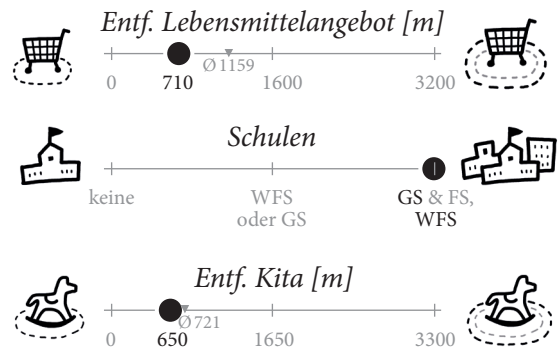 Entf. Lebensmittelangebot [m]
Ø 1159
0 710 1600 3200
Schulen
keine WFS GS & FS,
oder GS WFS
Entf. Kita [m]
Ø 721
0 650 1650 3300